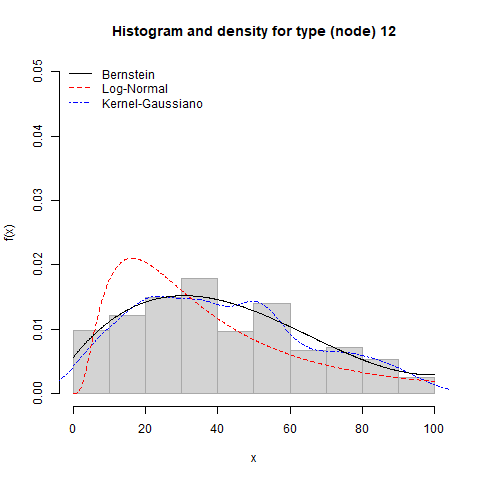 Histogram and density for type (node) 12
Bernstein
Log-Normal
Kernel-Gaussiano
0.05
0.04
0.03
0.02
0.01
0.00
f(x)
0 20 40 60 80 100
x